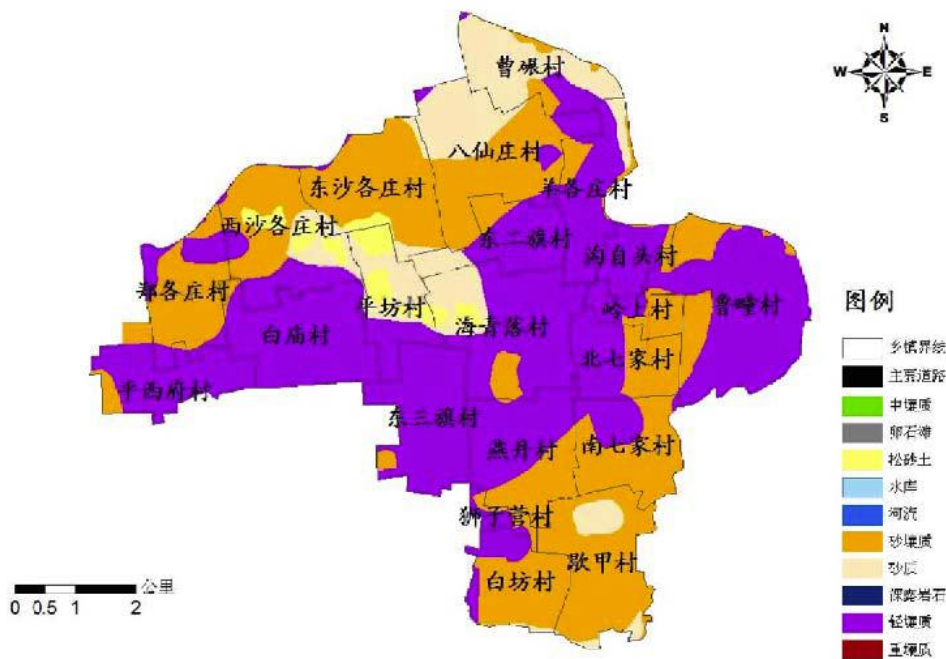 N
W E
S
曹碾村
八仙庄村
东沙各庄村
羊各庄村
西沙各庄村
东二旗村
沟自头村
郑各庄村
平坊村
岭上村
鲁疃村
白庙村
海青落村
北七家村
平西府村
东三旗村
燕丹村
南七家村
狮子营村
歇甲村
白坊村
图例
乡镇界线
主要道路
中壤质
卵石滩
松砂土
水库
河流
砂壤质
砂质
裸露岩石
轻壤质
重壤质
公里
0 0.5 1 2